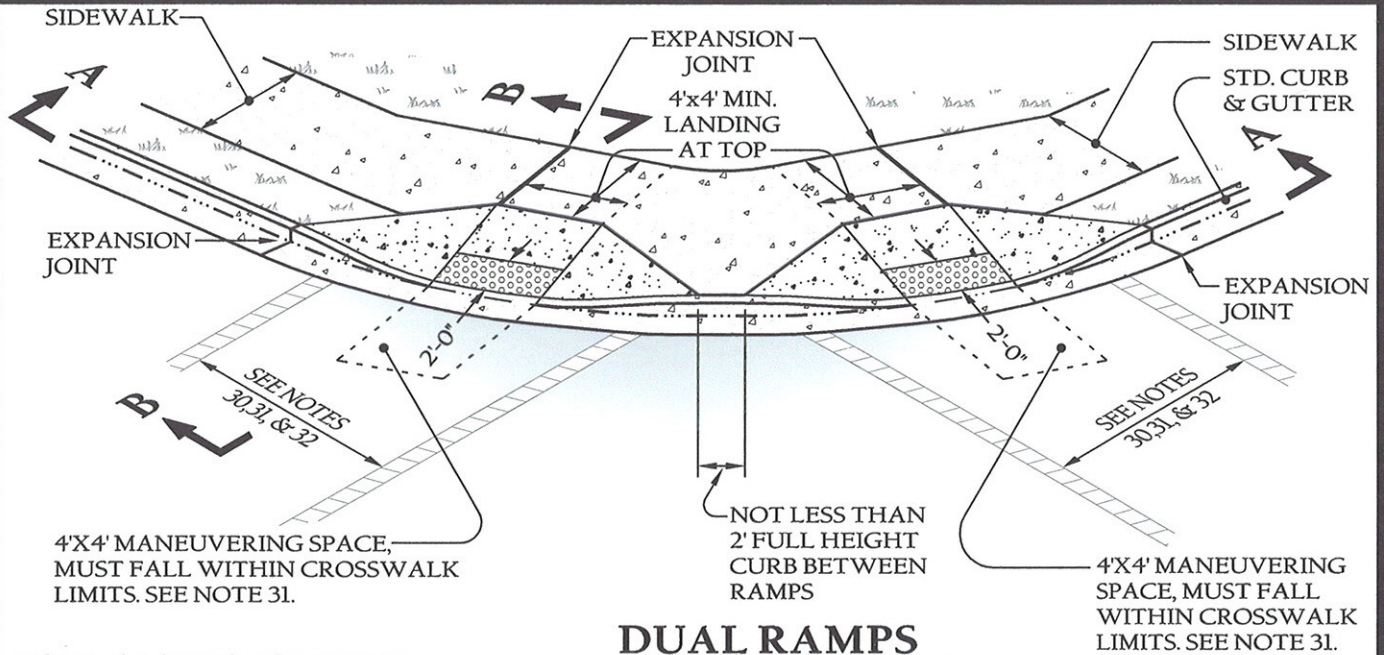 SIDEWALK
EXPANSION
JOINT
4'x4' MIN.
LANDING
AT TOP
SIDEWALK
STD. CURB
& GUTTER
A
B
A
EXPANSION
JOINT
EXPANSION
JOINT
2'-0"
2'-0"
B
SEE NOTES
30,31, & 32
SEE NOTES
30,31, & 32
4'X4' MANEUVERING SPACE,
MUST FALL WITHIN CROSSWALK
LIMITS. SEE NOTE 31.
NOT LESS THAN
2' FULL HEIGHT
CURB BETWEEN
RAMPS
4'X4' MANEUVERING
SPACE, MUST FALL
WITHIN CROSSWALK
LIMITS. SEE NOTE 31.
DUAL RAMPS